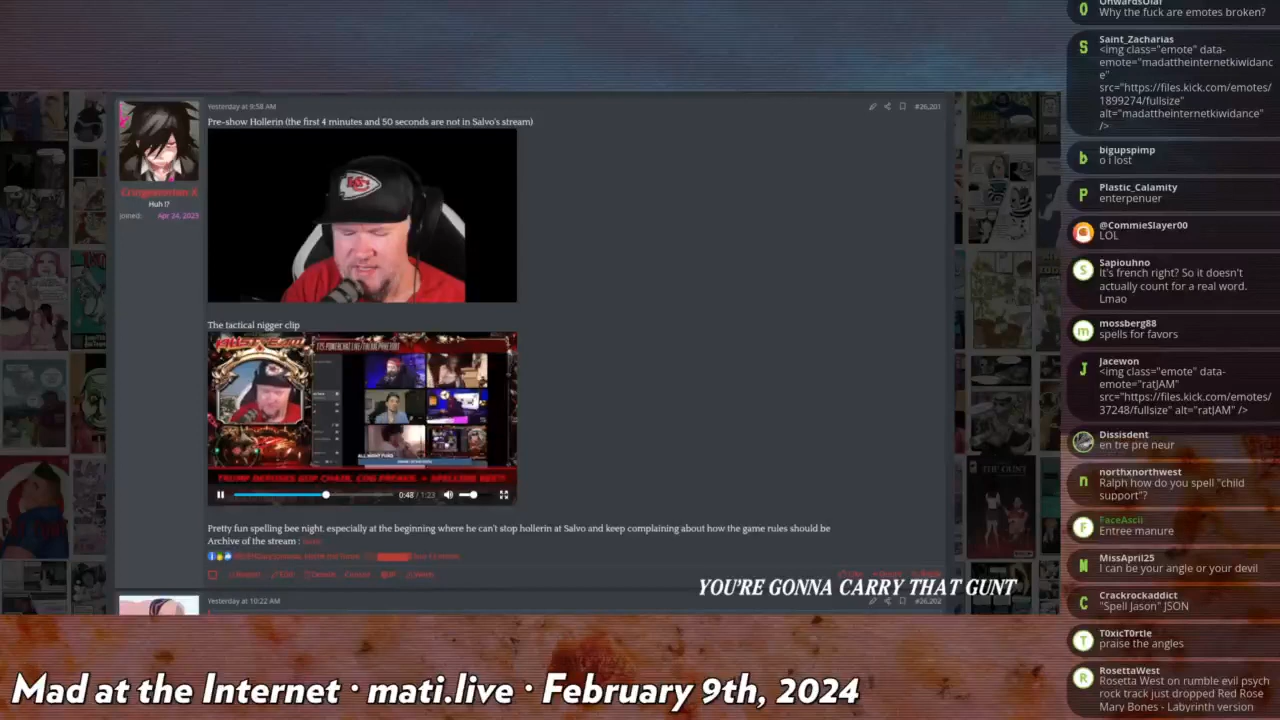 Yesterday at 9:58 AM
#26,201
Pre-show Hollerin (the first 4 minutes and 50 seconds are not in Salvo's stream)
Huh !?
Joined:
Apr 24, 2023
The tactical nigger clip
0:48 / 1:23
Pretty fun spelling bee night, especially at the beginning where he can't stop hollerin at Salvo and keep complaining about how the game rules should be
Archive of the stream :
Yesterday at 10:22 AM
#26,202
YOU'RE GONNA CARRY THAT GUNT
Mad at the Internet · mati.live · February 9th, 2024
OnwardsOlaf
Why the fuck are emotes broken?
Saint_Zacharias
<img class="emote" data-
emote="madattheinternetkiwidanc
e"
src="https://files.kick.com/emotes/
1899274/fullsize"
alt="madattheinternetkiwidance"
/>
bigupspimp
o i lost
Plastic_Calamity
enterpenuer
@CommieSlayer00
LOL
Sapiouhno
It's french right? So it doesn't
actually count for a real word.
Lmao
mossberg88
spells for favors
Jacewon
<img class="emote" data-
emote="ratJAM"
src="https://files.kick.com/emotes/
37248/fullsize" alt="ratJAM" />
Dissisdent
en tre pre neur
northxnorthwest
Ralph how do you spell "child
support"?
FaceAscii
Entree manure
MissApril25
I can be your angle or your devil
Crackrockaddict
"Spell Jason" JSON
T0xicT0rtle
praise the angles
RosettaWest
Rosetta West on rumble evil psych
rock track just dropped Red Rose
Mary Bones - Labyrinth version